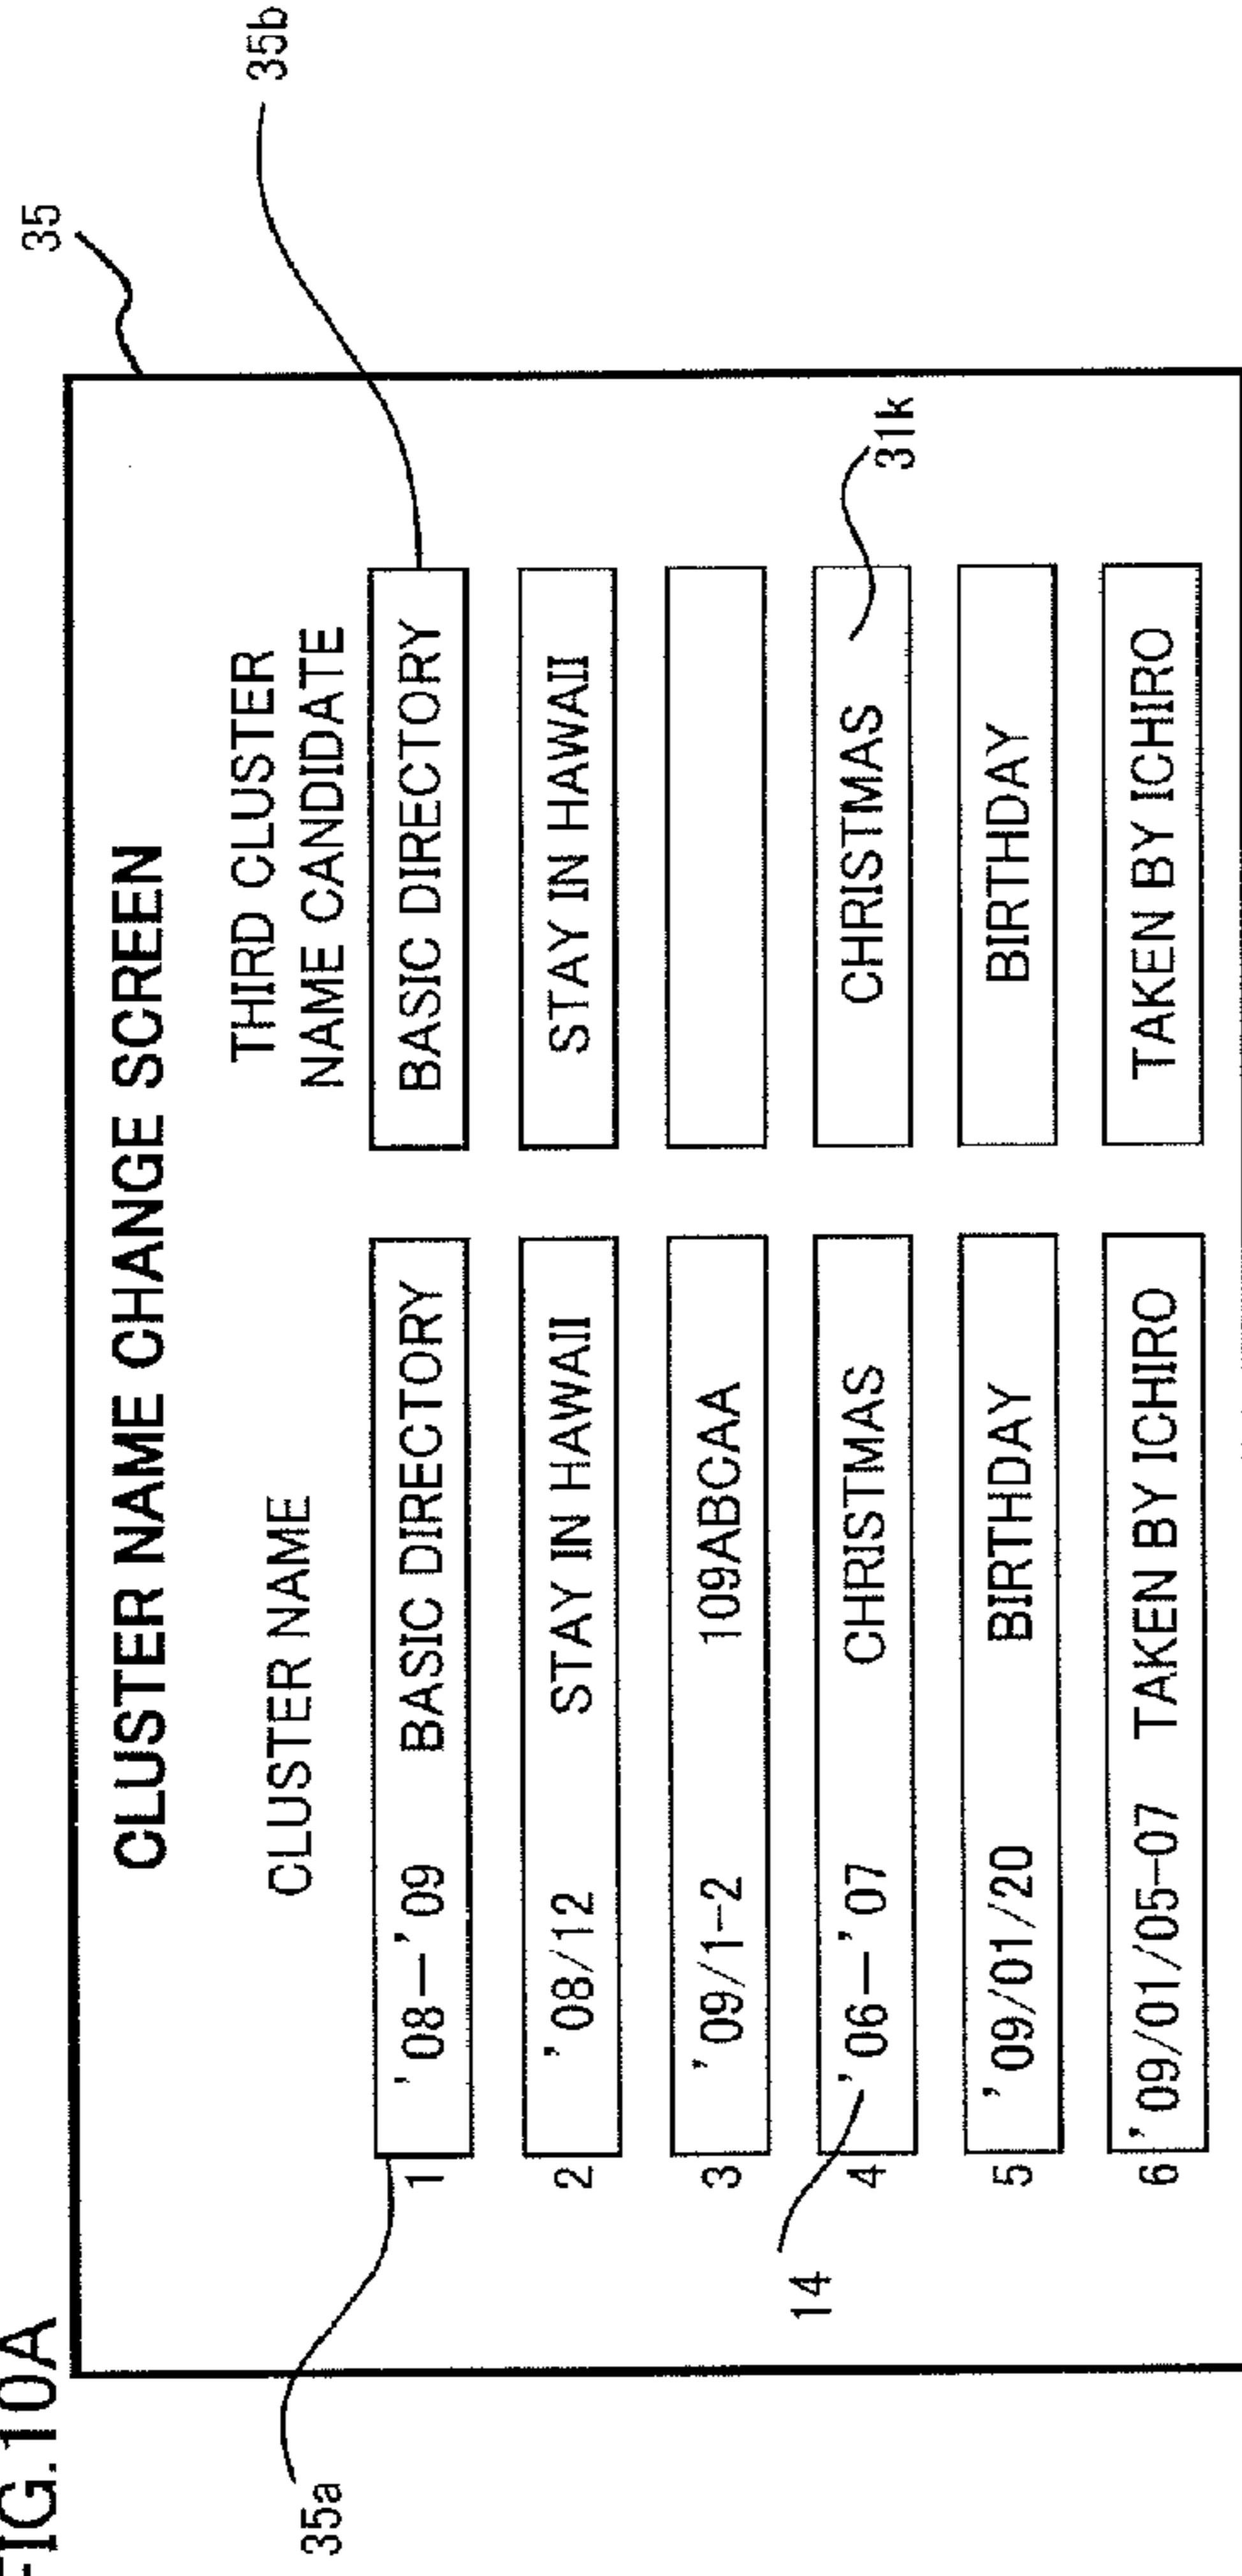 FIG.10A
35
CLUSTER NAME CHANGE SCREEN
CLUSTER NAME
THIRD CLUSTER
NAME CANDIDATE
35a
35b
1 '08—'09 BASIC DIRECTORY BASIC DIRECTORY
2 '08/12 STAY IN HAWAII STAY IN HAWAII
3 '09/1-2 109ABCAA
14
4 '06—'07 CHRISTMAS CHRISTMAS
31k
5 '09/01/20 BIRTHDAY BIRTHDAY
6 '09/01/05-07 TAKEN BY ICHIRO TAKEN BY ICHIRO